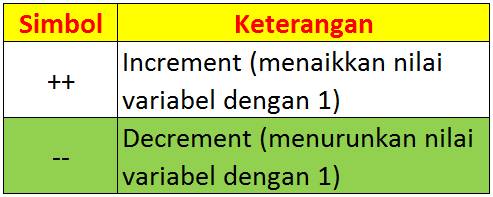 Simbol Keterangan
++ Increment (menaikkan nilai
variabel dengan 1)
-- Decrement (menurunkan nilai
variabel dengan 1)